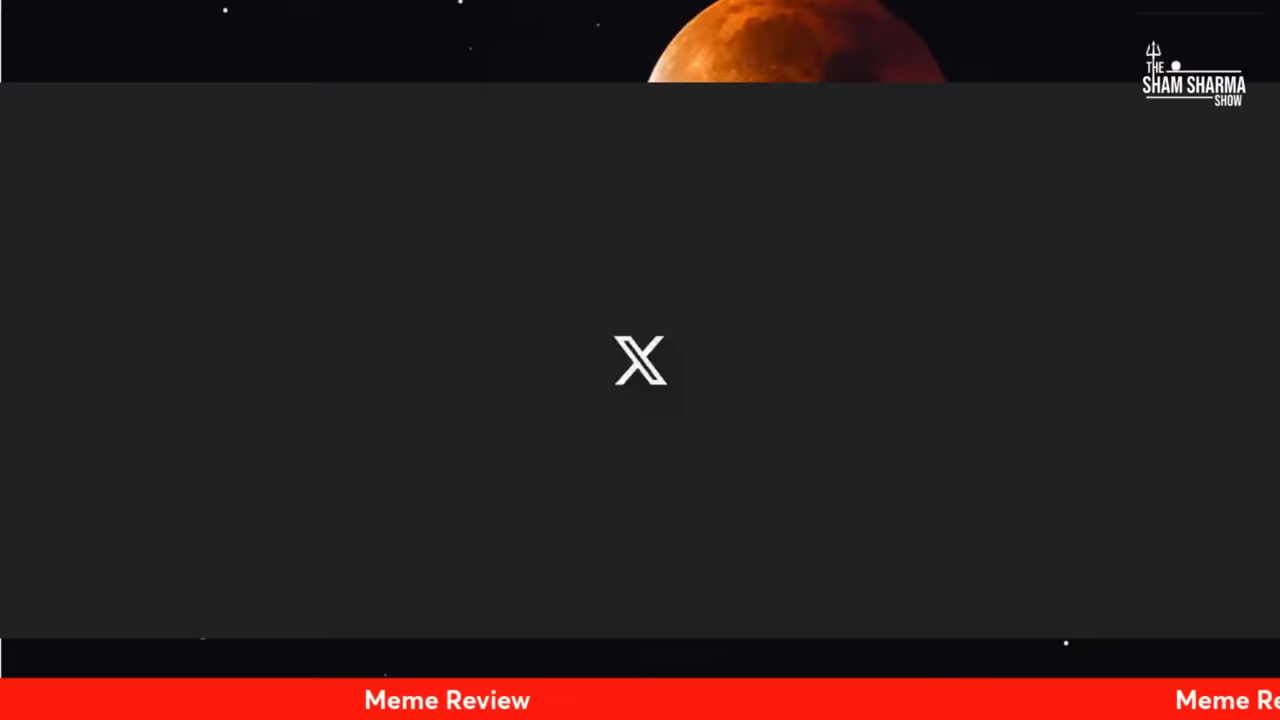 THE
SHAM SHARMA
SHOW
X
Meme Review
Meme Re